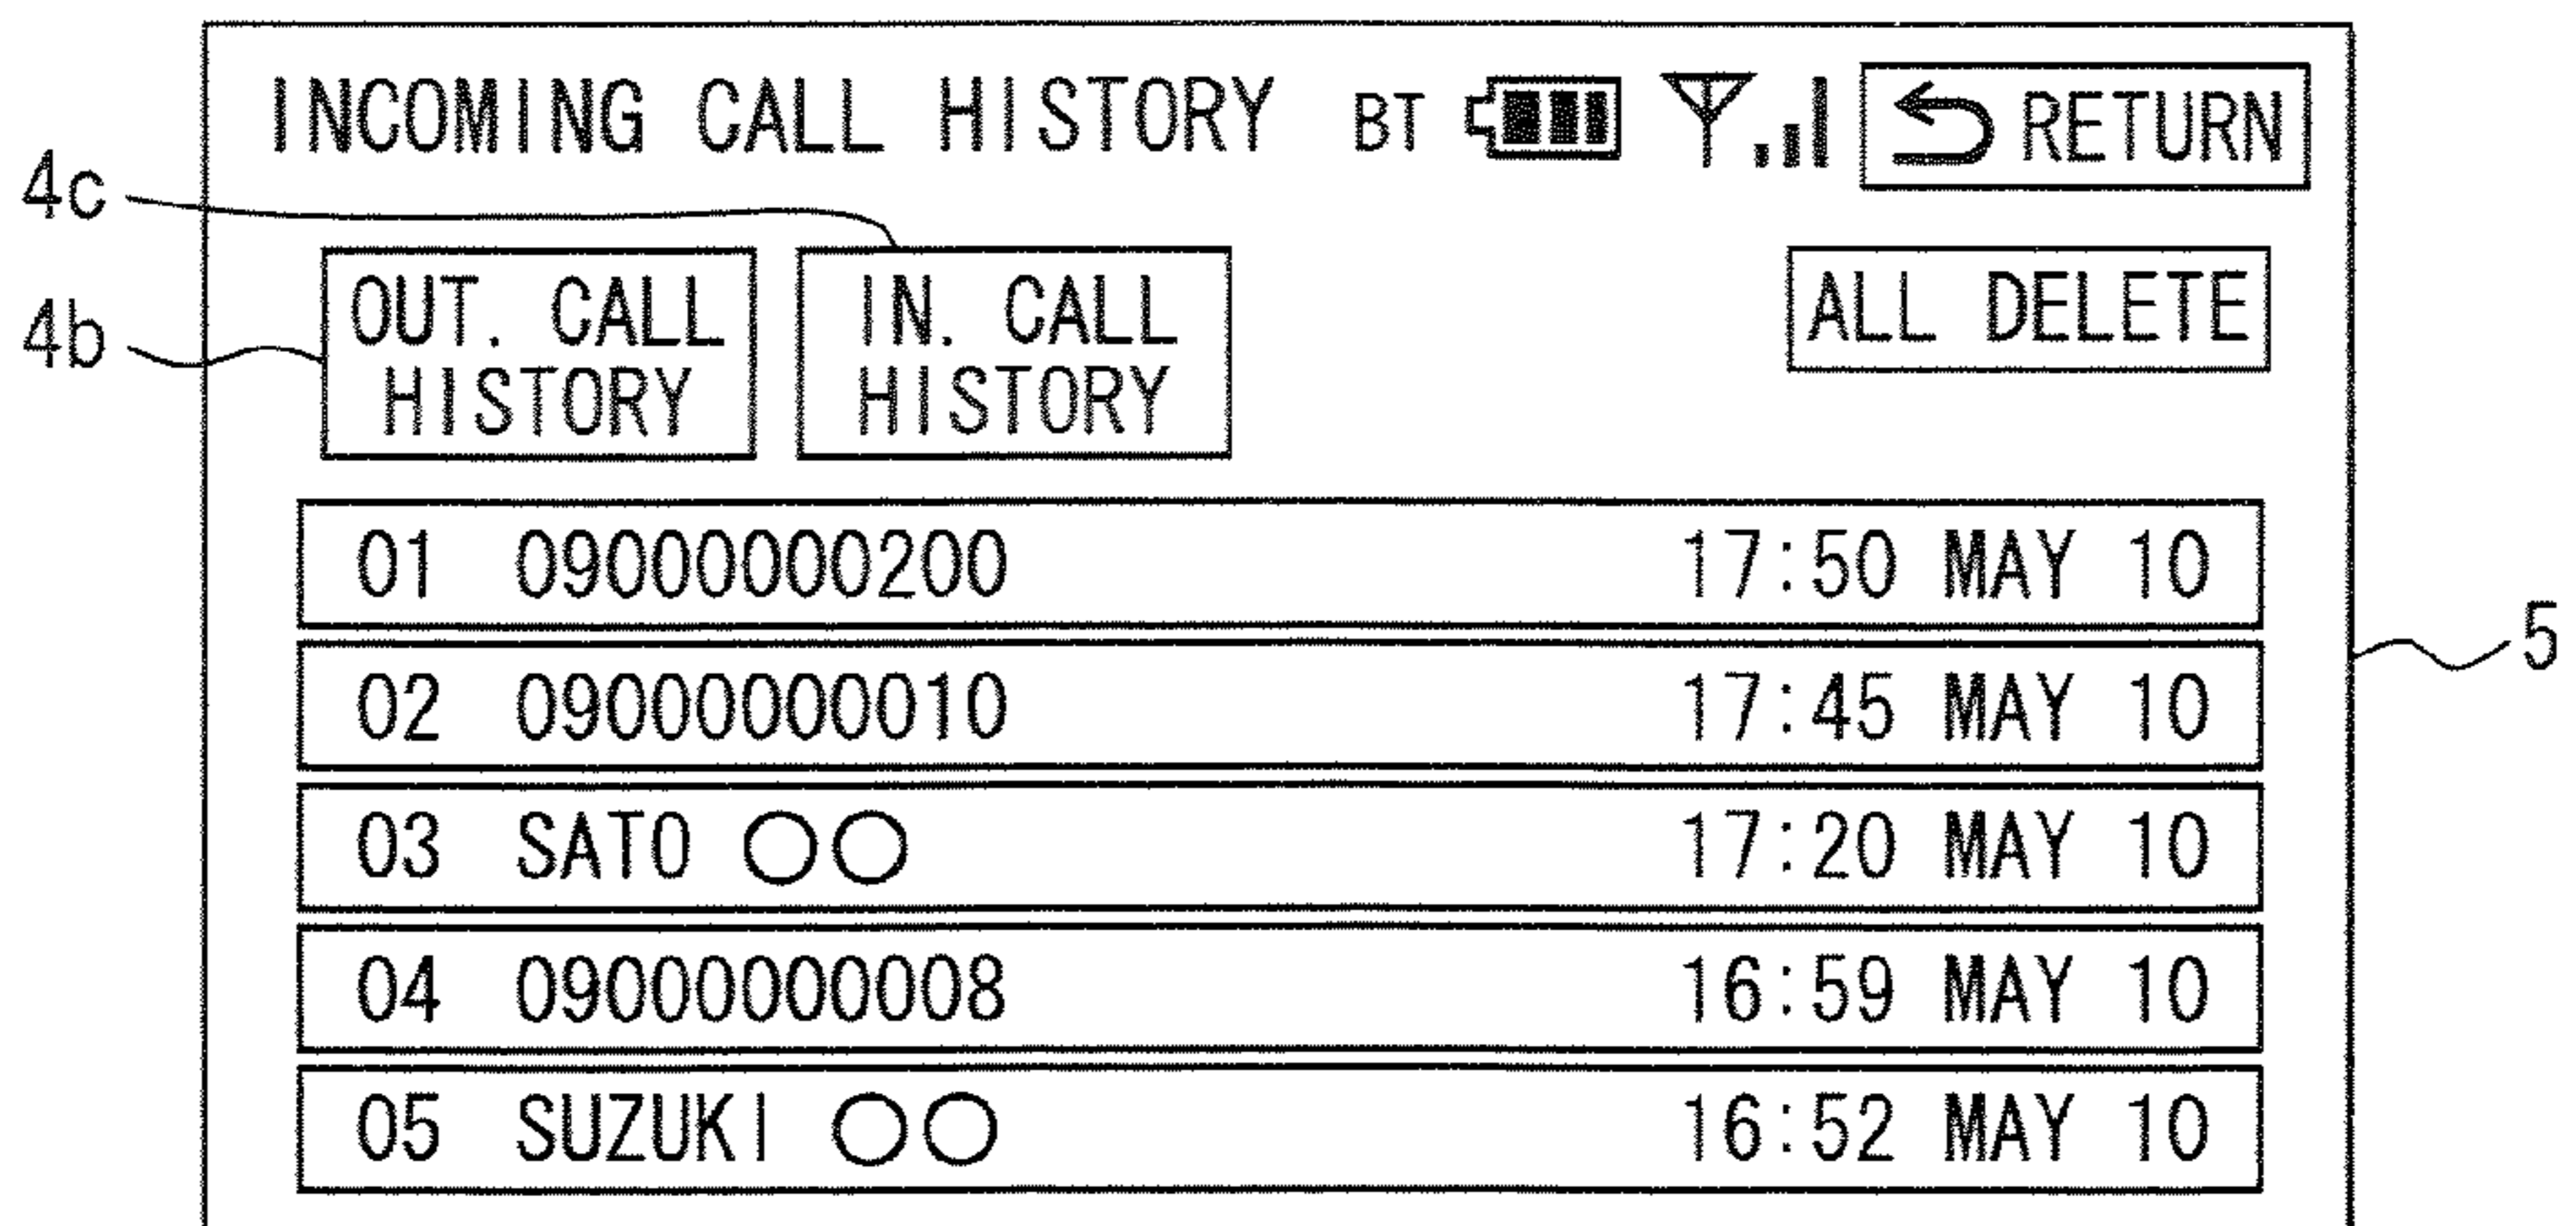 INCOMING CALL HISTORY BT RETURN
4c
OUT. CALL HISTORY
IN. CALL HISTORY
ALL DELETE
4b
01 09000000200 17:50 MAY 10
02 09000000010 17:45 MAY 10
5
03 SATO ○○ 17:20 MAY 10
04 09000000008 16:59 MAY 10
05 SUZUKI ○○ 16:52 MAY 10